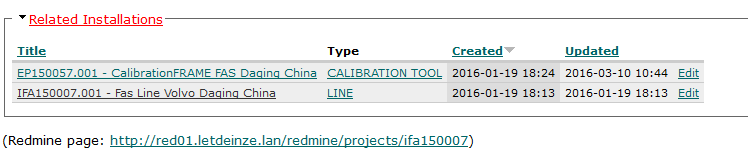 Related Installations
Title Type Created Updated
EP150057.001 - CalibrationFRAME FAS Daqing China CALIBRATION TOOL 2016-01-19 18:24 2016-03-10 10:44 Edit
IFA150007.001 - Fas Line Volvo Daqing China LINE 2016-01-19 18:13 2016-01-19 18:13 Edit
(Redmine page: http://red01.letdeinze.lan/redmine/projects/ifa150007)